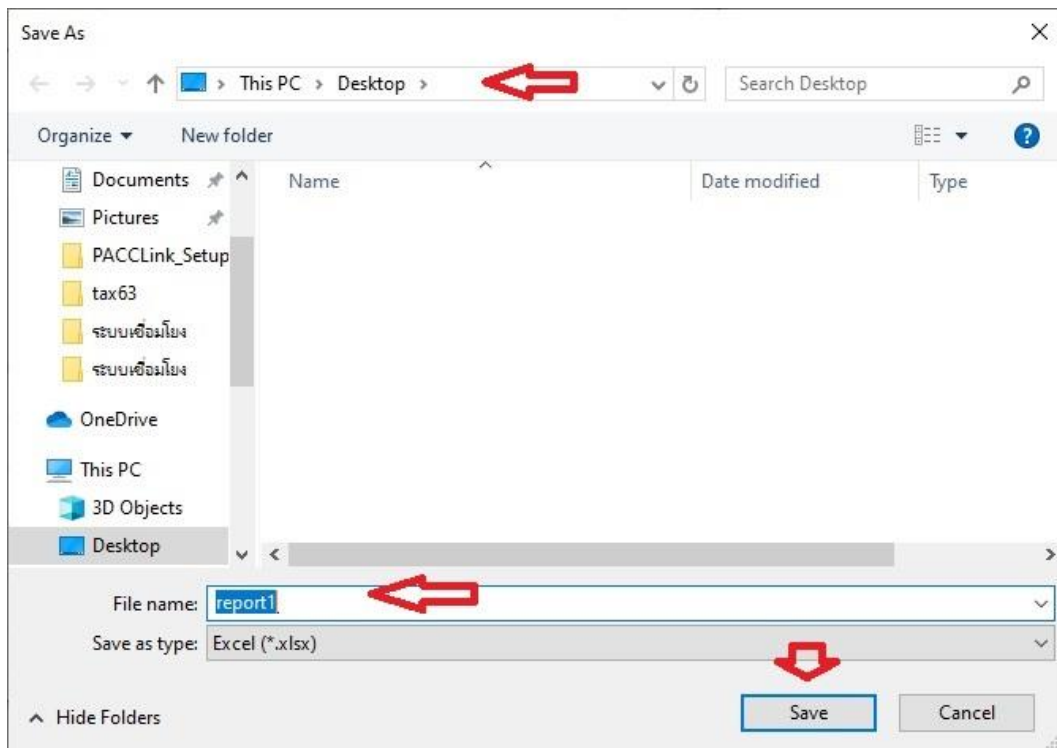 Save As
This PC > Desktop >
Search Desktop
Organize
New folder
Name
Date modified
Type
Documents
Pictures
PACCLink_Setup
tax63
ระบบเชื่อมโยง
ระบบเชื่อมโยง
OneDrive
This PC
3D Objects
Desktop
File name: report1
Save as type: Excel (*.xlsx)
Hide Folders
Save
Cancel